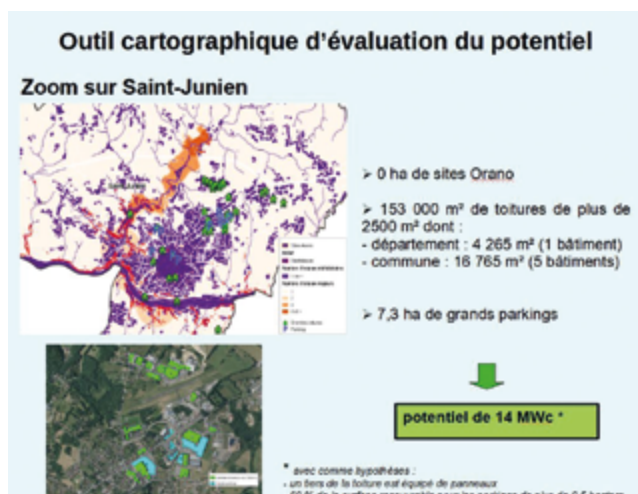 Outil cartographique d'évaluation du potentiel
Zoom sur Saint-Junien
➢ 0 ha de sites Orano
➢ 153 000 m² de toitures de plus de
2500 m² dont :
- département : 4 265 m² (1 bâtiment)
- commune : 16 765 m² (5 bâtiments)
➢ 7,3 ha de grands parkings
potentiel de 14 MWc *
* avec comme hypothèses :
- un tiers de la toiture est équipé de panneaux